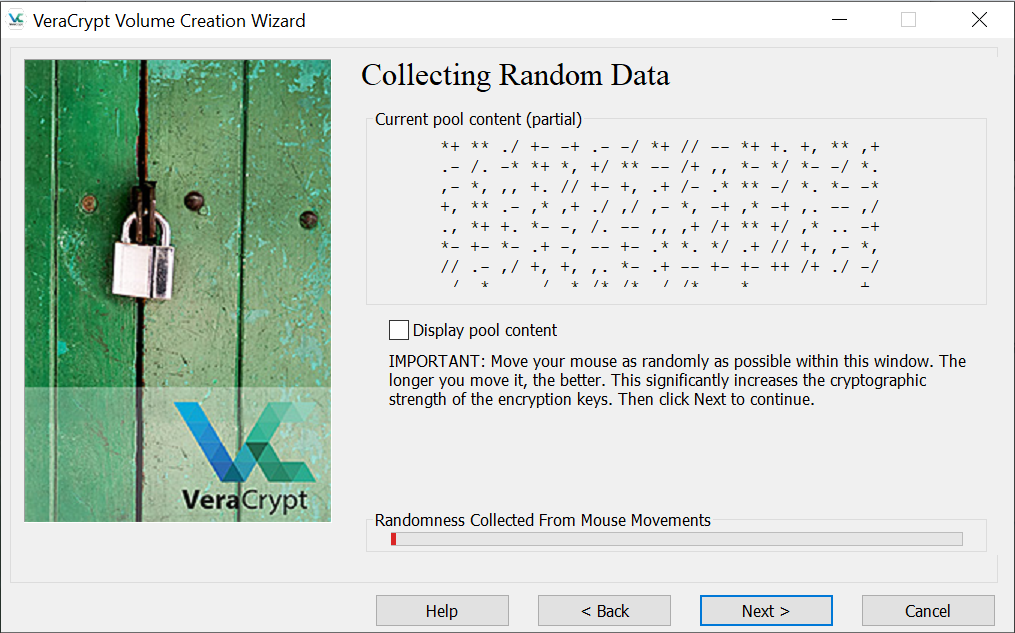 VeraCrypt Volume Creation Wizard
Collecting Random Data
Current pool content (partial)
*+ ** ./ +- -+ .- -/ *+ // -- *+ +. +, ** ,+
.- /. -* *+ *, +/ ** -- /+ ,, *- */ *- -/ *.
,- *, ,, +. // +- +, .+ /- .* ** -/ *. *- -*
+, ** .- ,* ,+ ./ ,/ ,- *, -+ ,* -+ ,. -- ,/
., *+ +. *- -, /. -- ,, ,+ /+ ** +/ ,* .. -+
*- +- *- .+ -, -- +- .* *. */ .+ // +, ,- *,
// .- ,/ +, +, ,. *- .+ -- +- +- ++ /+ ./ -/
Display pool content
IMPORTANT: Move your mouse as randomly as possible within this window. The
longer you move it, the better. This significantly increases the cryptographic
strength of the encryption keys. Then click Next to continue.
VeraCrypt
Randomness Collected From Mouse Movements
Help
< Back
Next >
Cancel